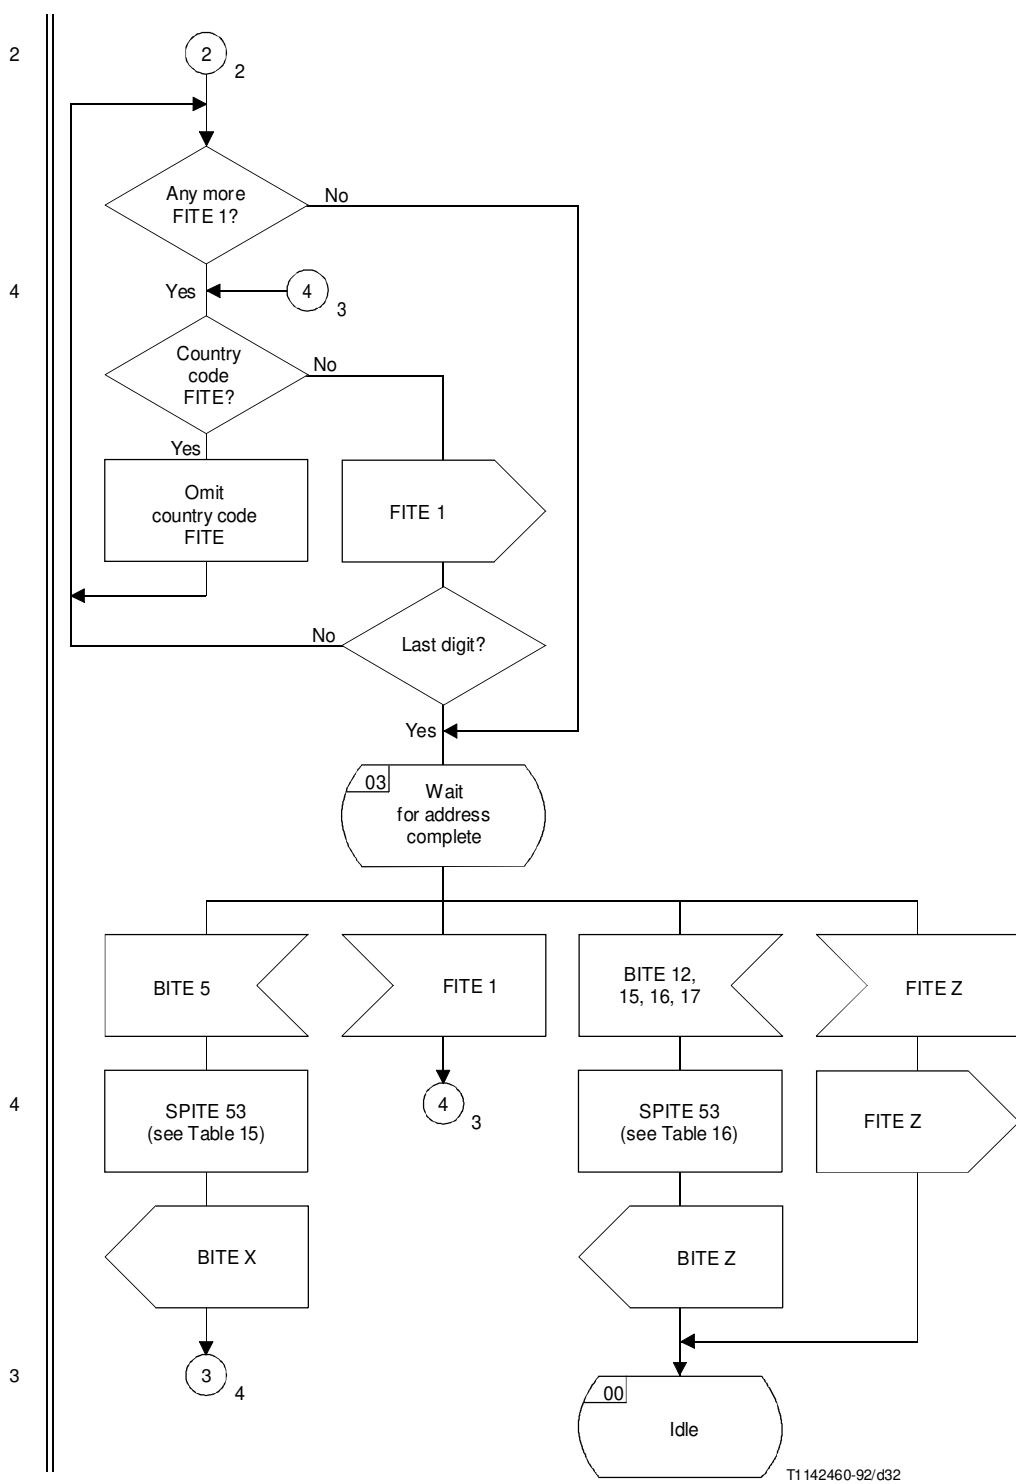 2
2
2
Any more
FITE 1?
No
4
Yes
4
3
Country
code
FITE?
No
Yes
Omit
country code
FITE
FITE 1
No
Last digit?
Yes
03
Wait
for address
complete
BITE 5
FITE 1
BITE 12,
15, 16, 17
FITE Z
4
SPITE 53
(see Table 15)
4
3
SPITE 53
(see Table 16)
FITE Z
BITE X
BITE Z
3
3
4
00
Idle
T1142460-92/d32